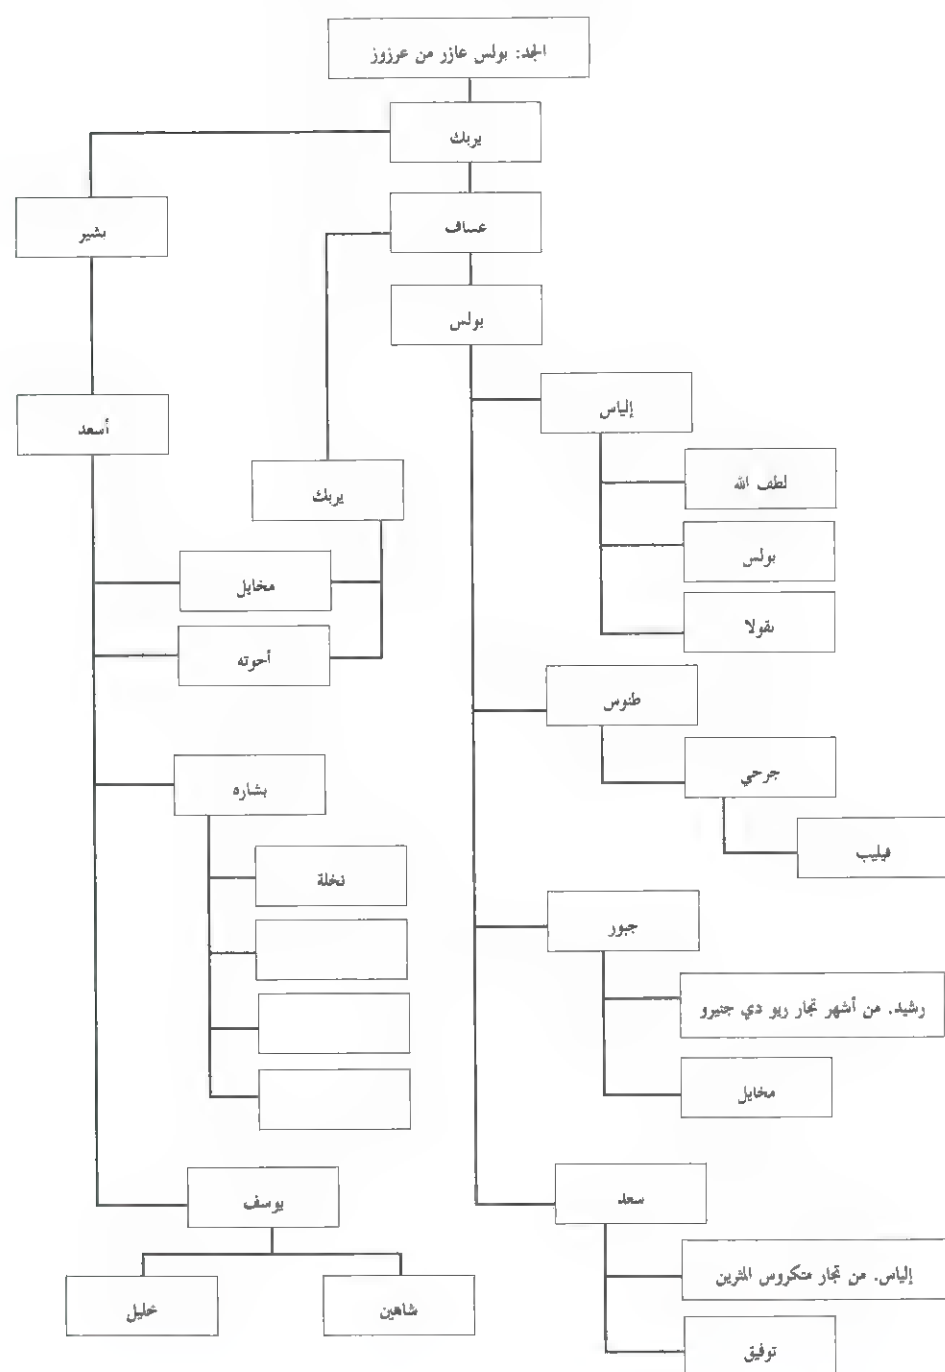 الجد: بولس عازر من عرزوز
يربك
بشير
عساف
بولس
إلياس
أسعد
لطف الله
يربك
بولس
مخايل
نقولا
أخوته
طنوس
جرجي
بشاره
فيليب
نخلة
جبور
رشيد. من أشهر تجار ريو دي جنيرو
مخايل
يوسف
سعد
إلياس. من تجار متكروس المثرين
خليل
شاهين
توفيق